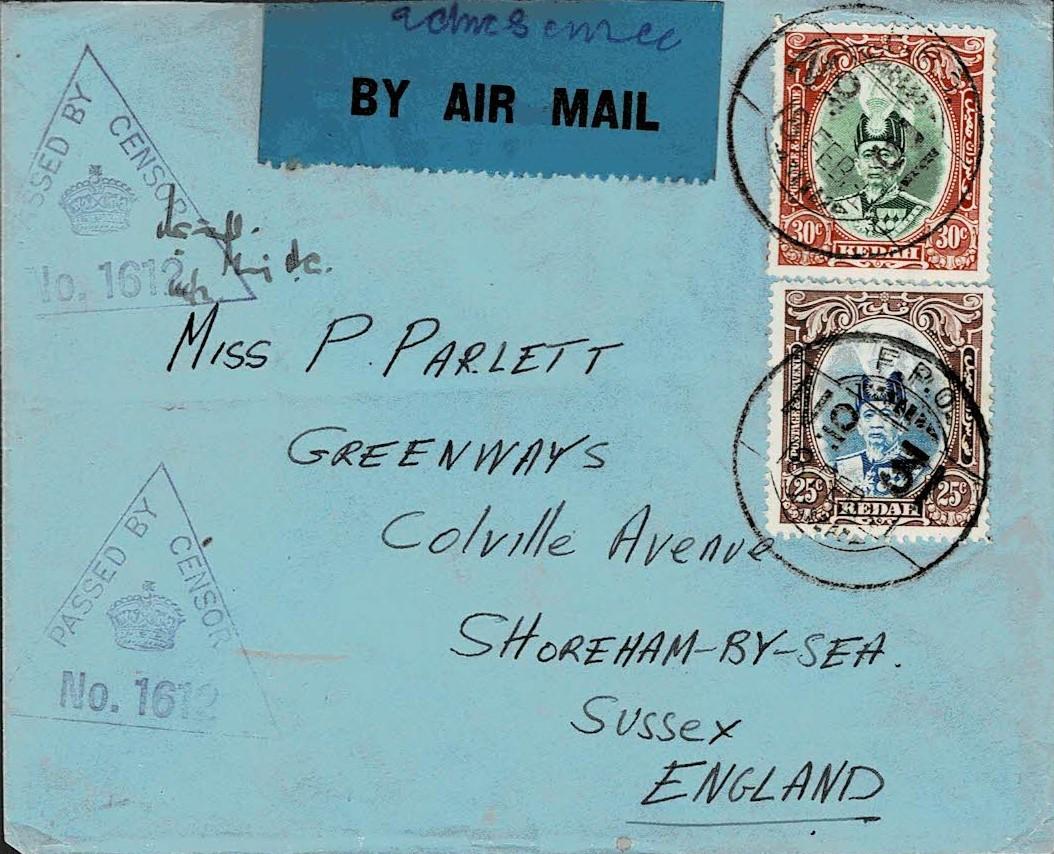 BY AIR MAIL
PASSED BY CENSOR
No. 1612
30c 30c
KEDAH
Miss P. PARLETT
GREENWAYS
Colville Avenue
SHOREHAM-BY-SEA.
Sussex
ENGLAND
F.P.O.
25c 25c
KEDAH
PASSED BY CENSOR
No. 1612